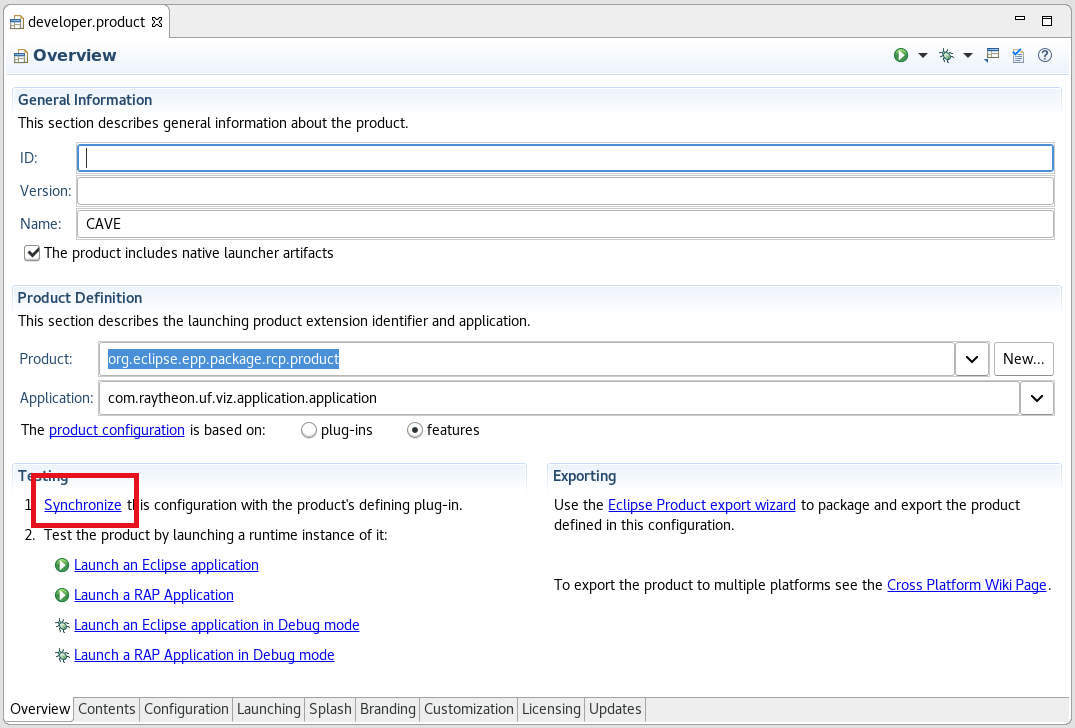 developer.product
Overview
General Information
This section describes general information about the product.
ID:
Version:
Name: CAVE
The product includes native launcher artifacts
Product Definition
This section describes the launching product extension identifier and application.
Product: org.eclipse.epp.package.rcp.product New...
Application: com.raytheon.uf.viz.application.application
The product configuration is based on: plug-ins features
Testing
1. Synchronize this configuration with the product's defining plug-in.
2. Test the product by launching a runtime instance of it:
Launch an Eclipse application
Launch a RAP Application
Launch an Eclipse application in Debug mode
Launch a RAP Application in Debug mode
Exporting
Use the Eclipse Product export wizard to package and export the product
defined in this configuration.
To export the product to multiple platforms see the Cross Platform Wiki Page.
Overview Contents Configuration Launching Splash Branding Customization Licensing Updates